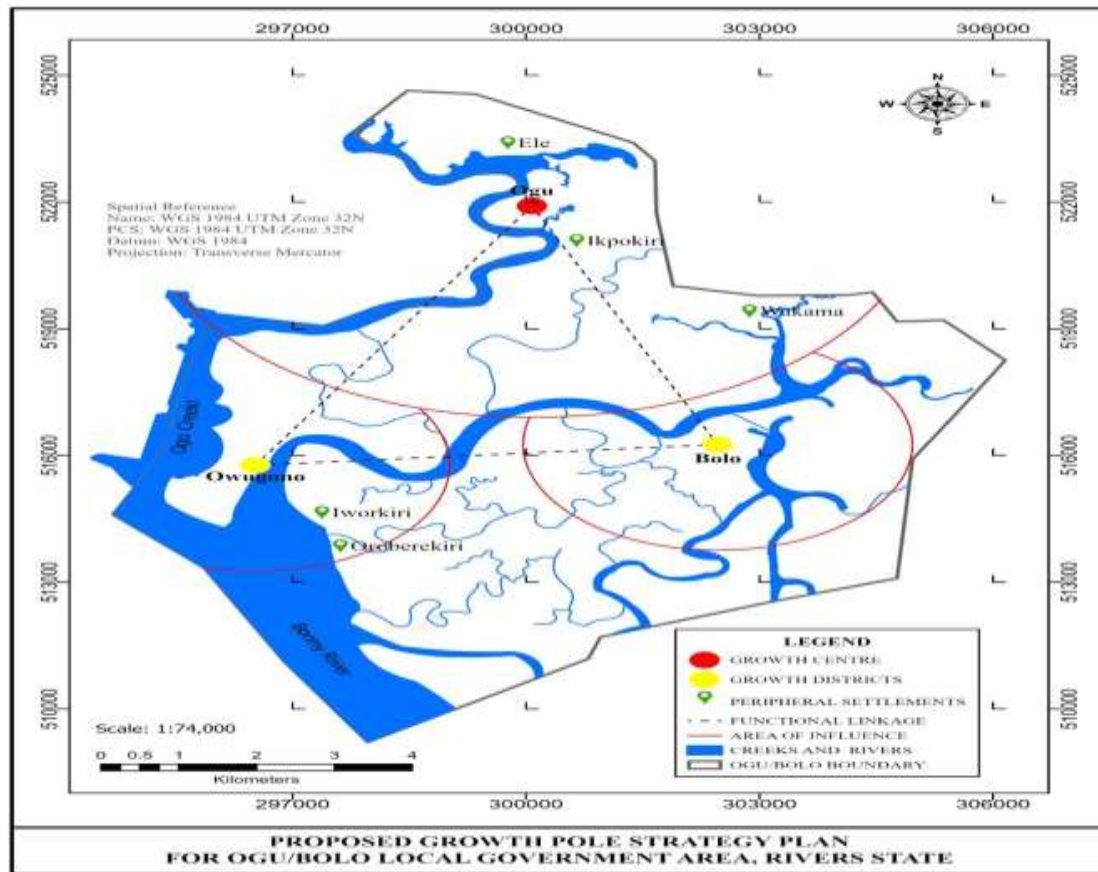 297000 300000 303000 306000
525000 525000
N
W E
S
Ele
Ogu
522000 522000
Spatial Reference
Name: WGS 1984 UTM Zone 32N
PCS: WGS 1984 UTM Zone 32N
Datum: WGS 1984
Projection: Transverse Mercator
Ikpokiri
Wakama
519000 519000
Ogu Creed
516000 516000
Bolo
Owugono
Iworkiri
Oroberekiri
513000 513000
Bonny River
LEGEND
GROWTH CENTRE
GROWTH DISTRICTS
PERIPHERAL SETTLEMENTS
FUNCTIONAL LINKAGE
AREA OF INFLUENCE
CREEKS AND RIVERS
OGU/BOLO BOUNDARY
510000 510000
Scale: 1:74,000
0 0.5 1 2 3 4
Kilometers
297000 300000 303000 306000
PROPOSED GROWTH POLE STRATEGY PLAN
FOR OGU/BOLO LOCAL GOVERNMENT AREA, RIVERS STATE